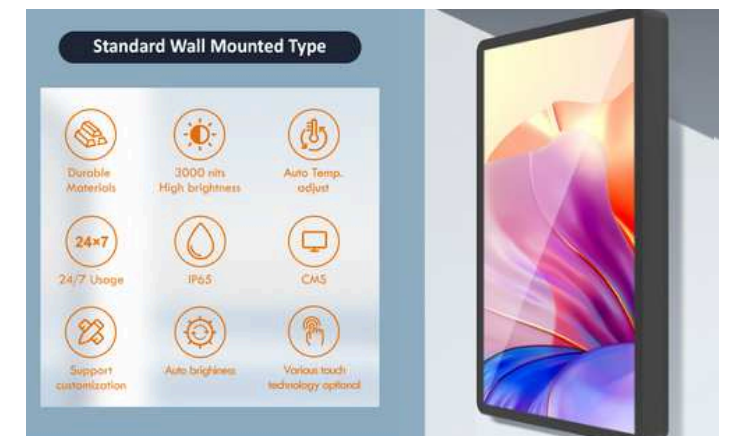 Standard Wall Mounted Type
Durable
Materials
3000 nits
High brightness
Auto Temp.
adjust
24×7
24/7 Usage
IP65
CMS
Support
customization
Auto brighiness
Various touch
technology optional